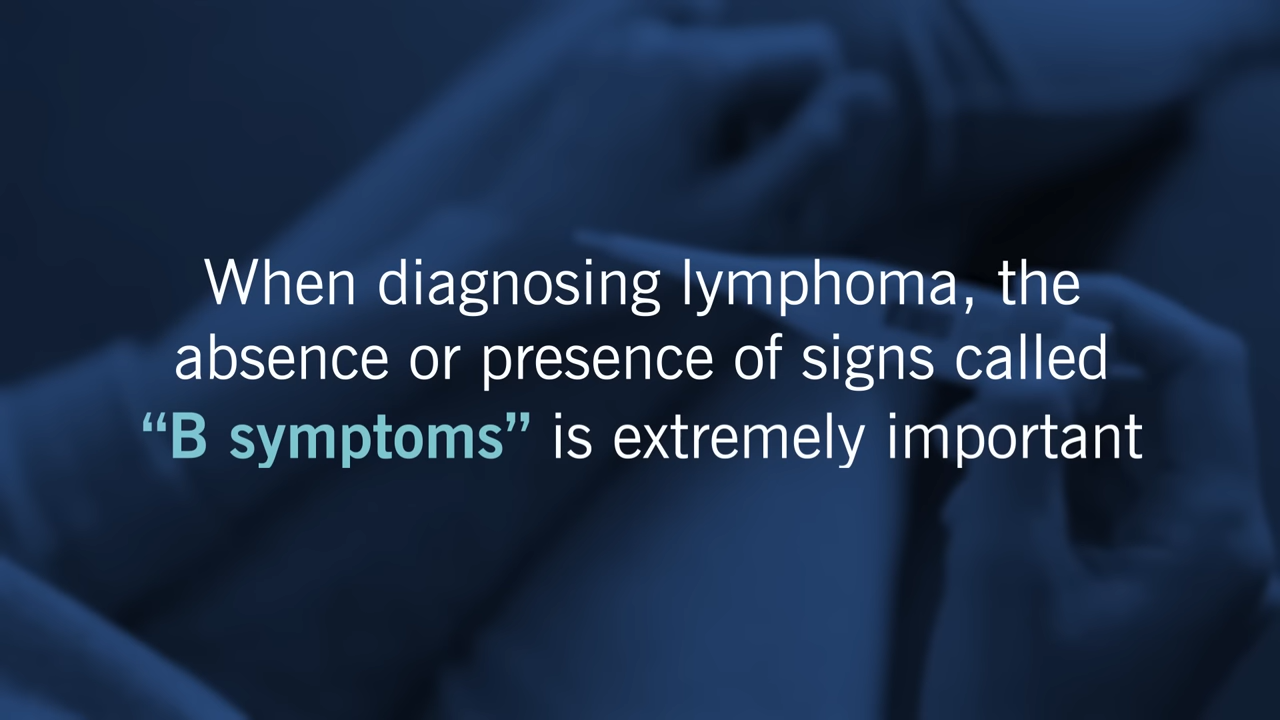 When diagnosing lymphoma, the
absence or presence of signs called
“B symptoms” is extremely important